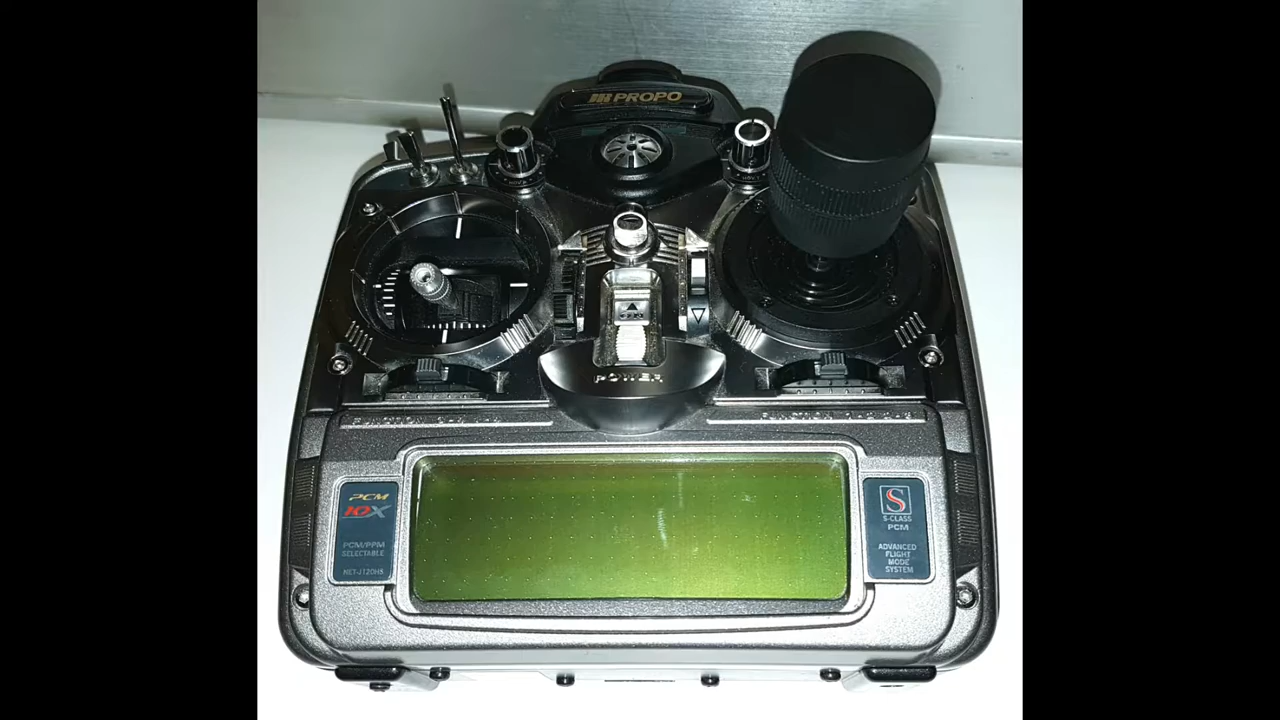 JR PROPO
POWER
PCM
10X
PCM/PPM
SELECTABLE
NET-J120HS
S
S-CLASS
PCM
ADVANCED
FLIGHT
MODE
SYSTEM